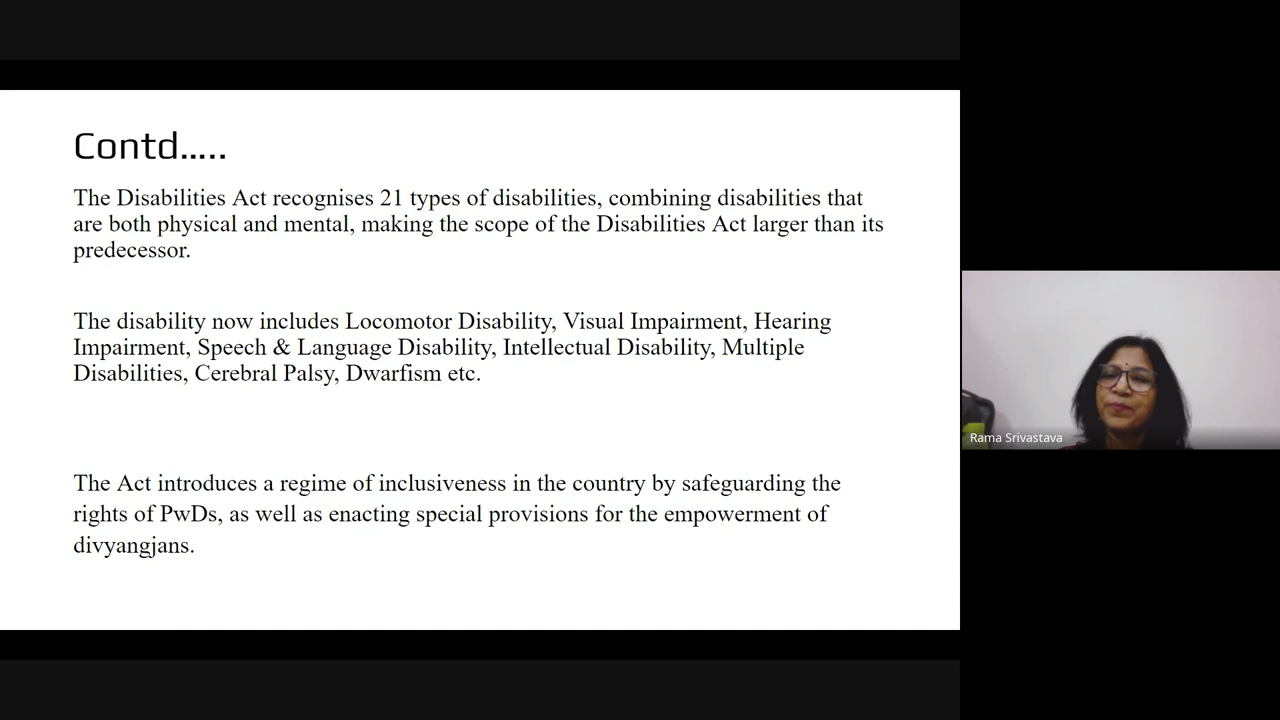 Contd.....
The Disabilities Act recognises 21 types of disabilities, combining disabilities that
are both physical and mental, making the scope of the Disabilities Act larger than its
predecessor.
The disability now includes Locomotor Disability, Visual Impairment, Hearing
Impairment, Speech & Language Disability, Intellectual Disability, Multiple
Disabilities, Cerebral Palsy, Dwarfism etc.
The Act introduces a regime of inclusiveness in the country by safeguarding the
rights of PwDs, as well as enacting special provisions for the empowerment of
divyangjans.
Rama Srivastava